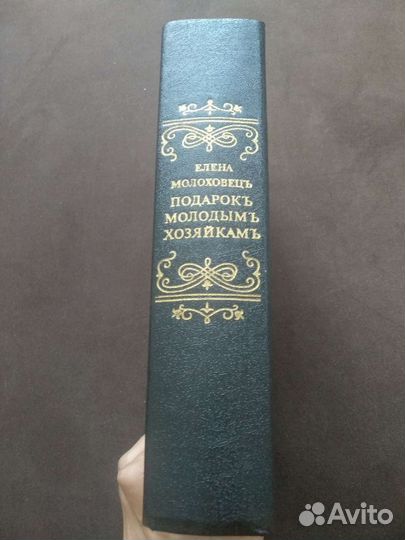 ЕЛЕНА
МОЛОХОВЕЦЪ
ПОДАРОКЪ
МОЛОДЫМЪ
ХОЗЯЙКАМЪ
Avito